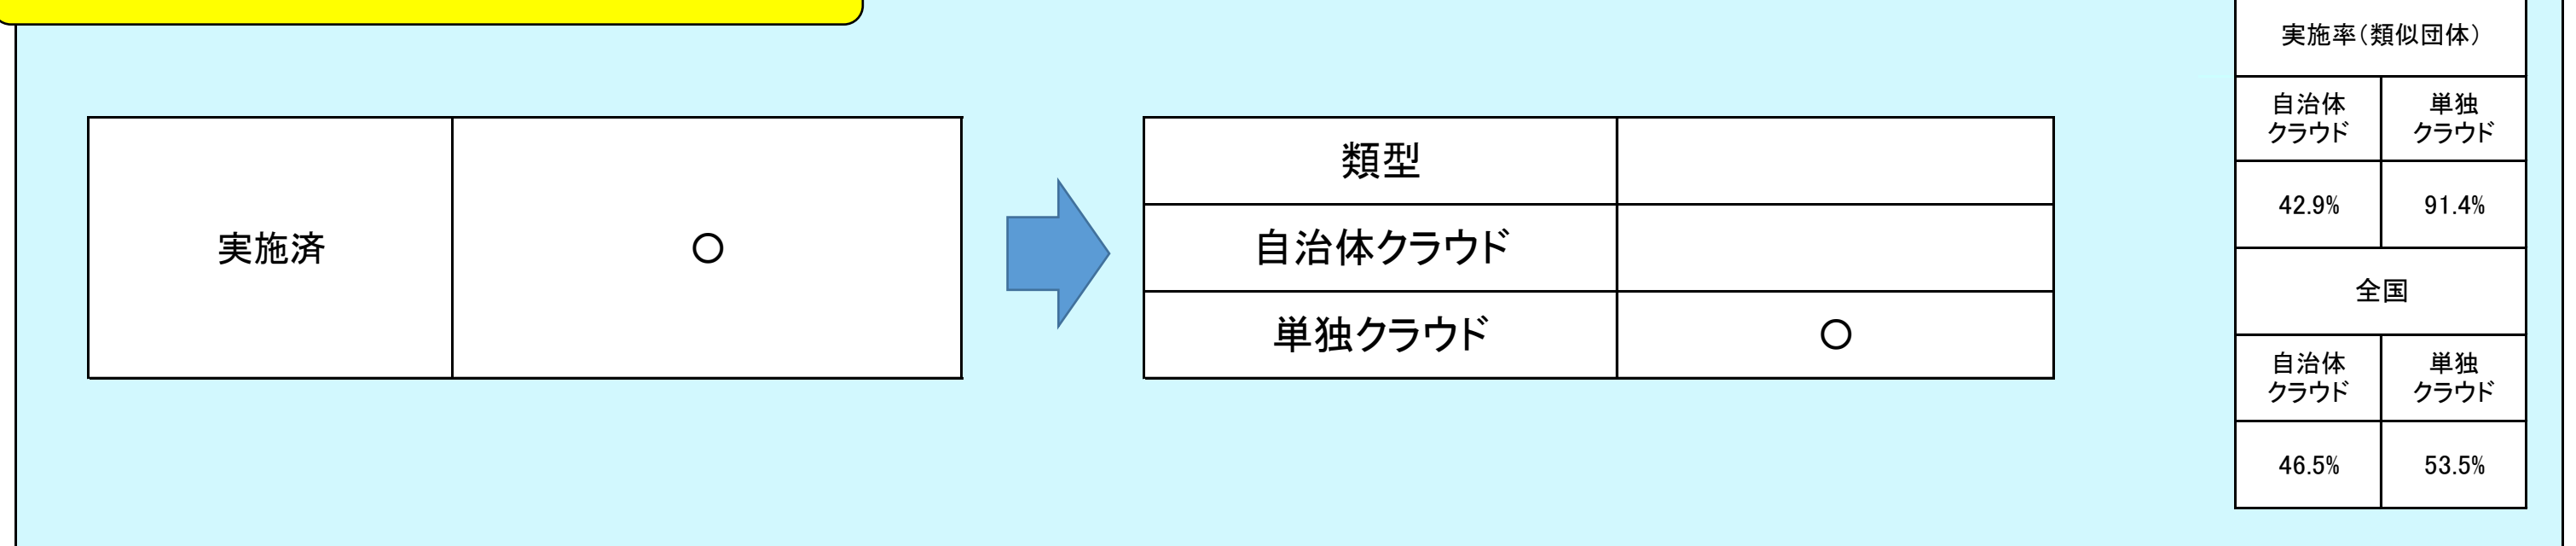 実施済
〇
類型
自治体クラウド
単独クラウド
〇
実施率(類似団体)
自治体
クラウド
単独
クラウド
42.9%
91.4%
全国
自治体
クラウド
単独
クラウド
46.5%
53.5%